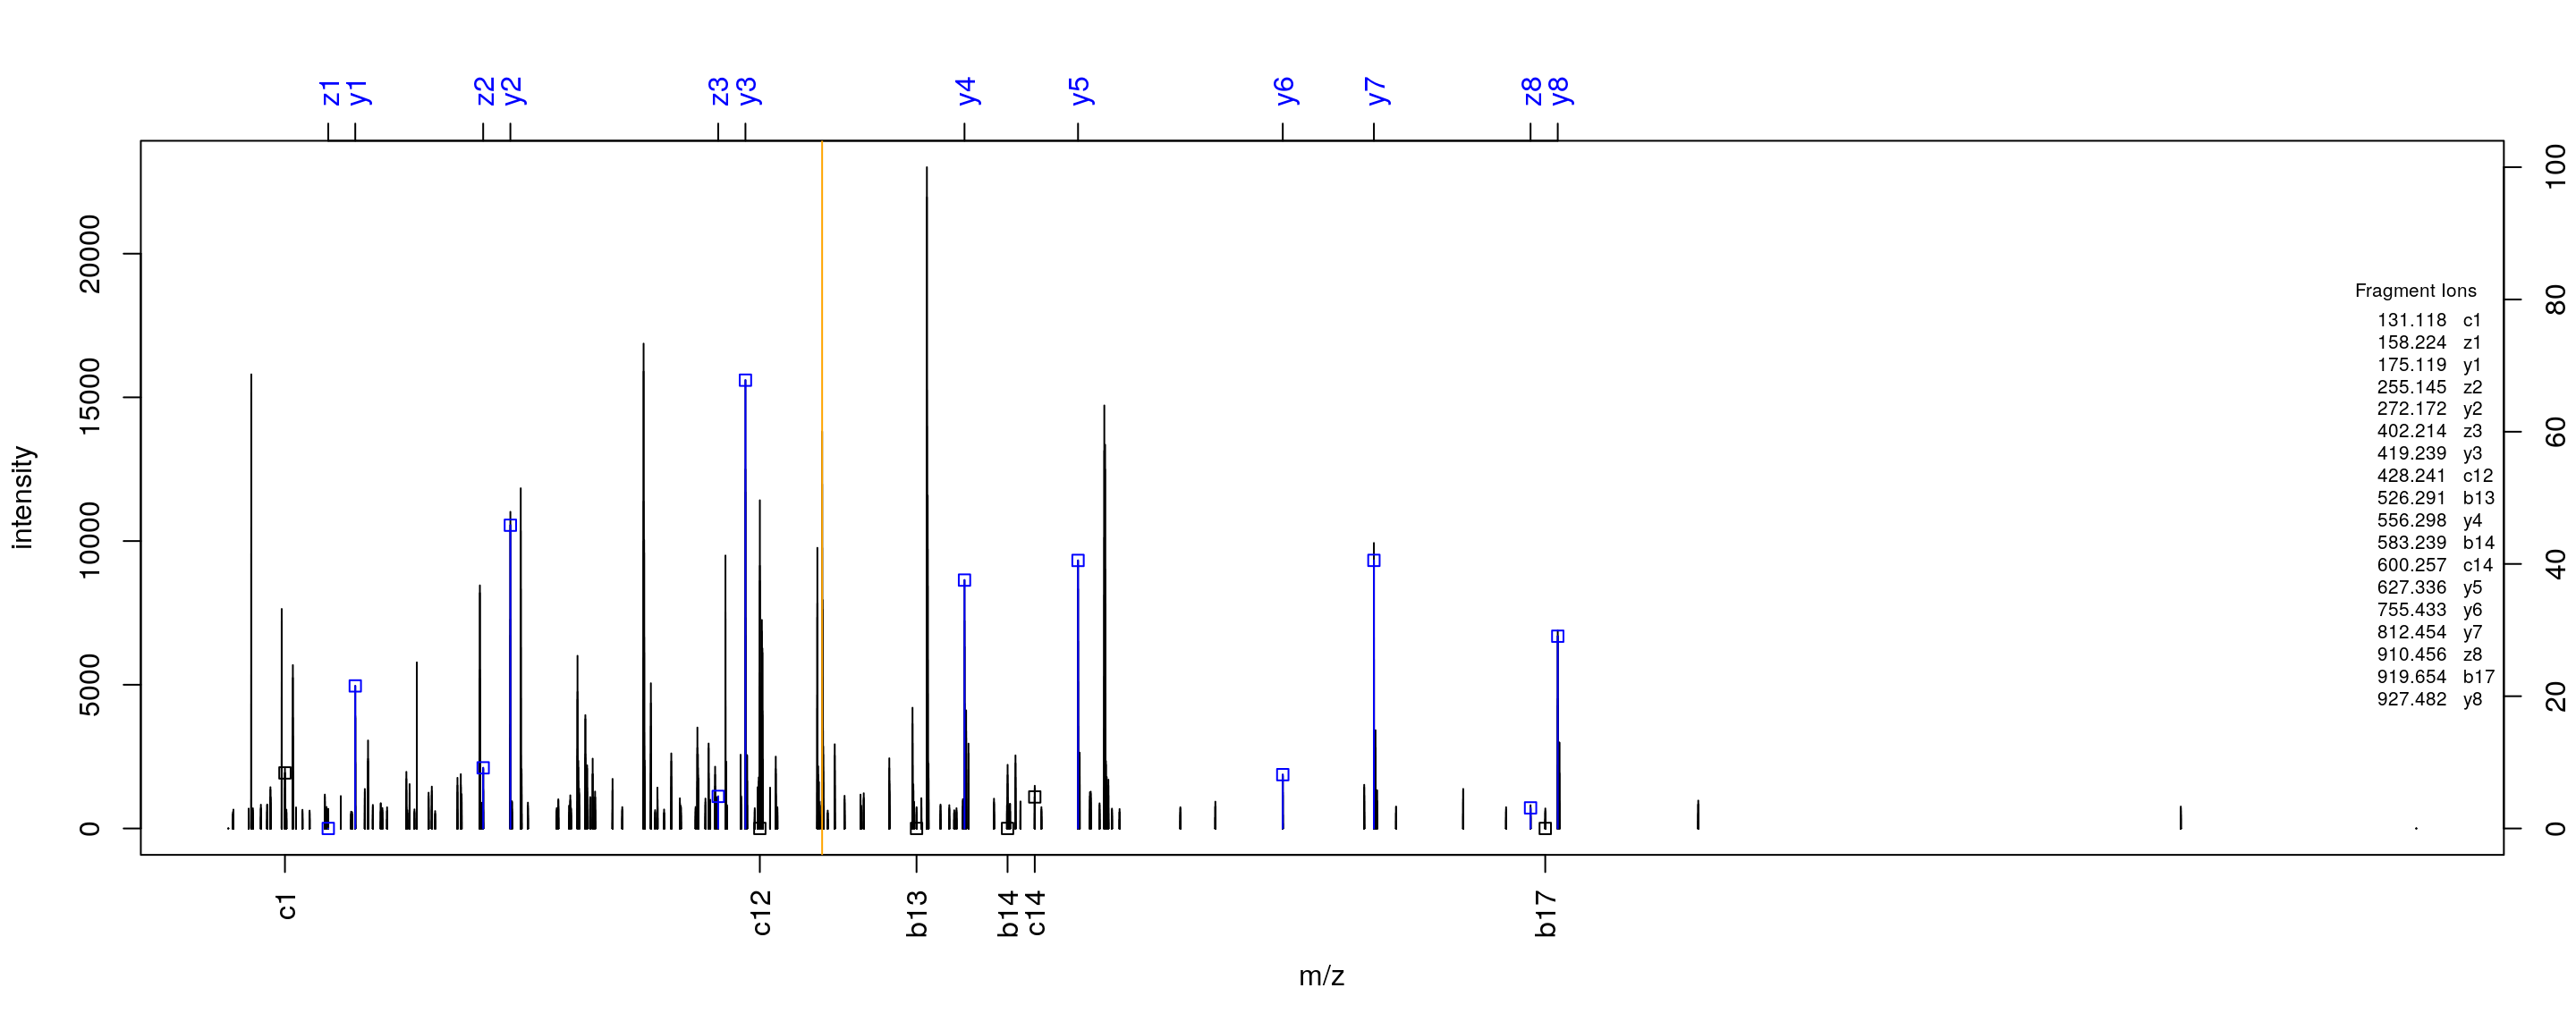 z1 y1 z2 y2 z3 y3 y4 y5 y6 y7 z8 y8
intensity
0 5000 10000 15000 20000
0 20 40 60 80 100
Fragment Ions
131.118 c1
158.224 z1
175.119 y1
255.145 z2
272.172 y2
402.214 z3
419.239 y3
428.241 c12
526.291 b13
556.298 y4
583.239 b14
600.257 c14
627.336 y5
755.433 y6
812.454 y7
910.456 z8
919.654 b17
927.482 y8
c1 c12 b13 b14 c14 b17
m/z